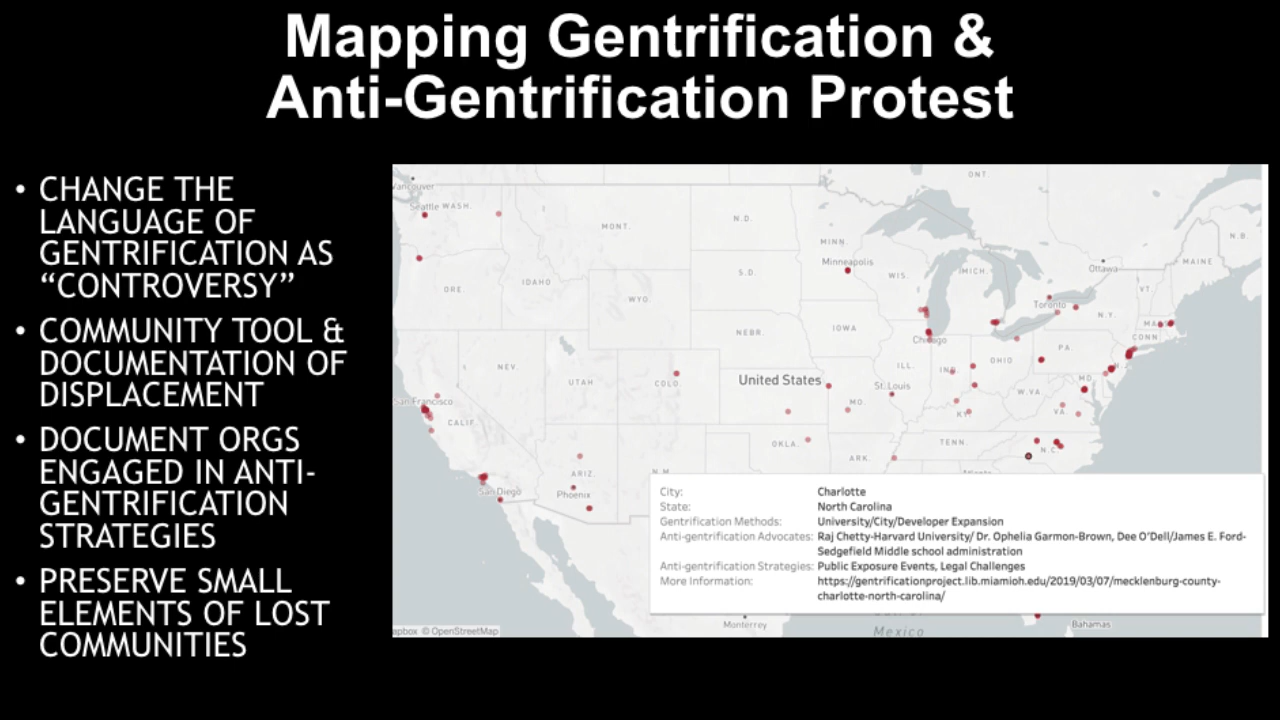 Mapping Gentrification &
Anti-Gentrification Protest
• CHANGE THE
LANGUAGE OF
GENTRIFICATION AS
“CONTROVERSY”
• COMMUNITY TOOL &
DOCUMENTATION OF
DISPLACEMENT
• DOCUMENT ORGS
ENGAGED IN ANTI-
GENTRIFICATION
STRATEGIES
• PRESERVE SMALL
ELEMENTS OF LOST
COMMUNITIES
ONT.
Vancouver
Seattle WASH.
MONT.
N.D.
MINN.
Minneapolis
WIS.
MICH.
Ottawa
MAINE
N.B.
ORE.
IDAHO
S.D.
WYO.
Toronto
VT.
N.Y.
NEBR.
IOWA
Chicago
CONN
NEV.
UTAH
COLO.
United States
ILL.
IND.
OHIO
PA.
MD.
San Francisco
CALIF.
St. Louis
MO.
KY.
W.VA.
VA.
OKLA.
ARK.
TENN.
N.C.
ARIZ.
N.M.
San Diego
Phoenix
City: Charlotte
State: North Carolina
Gentrification Methods: University/City/Developer Expansion
Anti-gentrification Advocates: Raj Chetty-Harvard University/ Dr. Ophelia Garmon-Brown, Dee O’Dell/James E. Ford-
Sedgefield Middle school administration
Anti-gentrification Strategies: Public Exposure Events, Legal Challenges
More Information: https://gentrificationproject.lib.miamioh.edu/2019/03/07/mecklenburg-county-
charlotte-north-carolina/
Monterrey
Mexico
Bahamas
apbox © OpenStreetMap